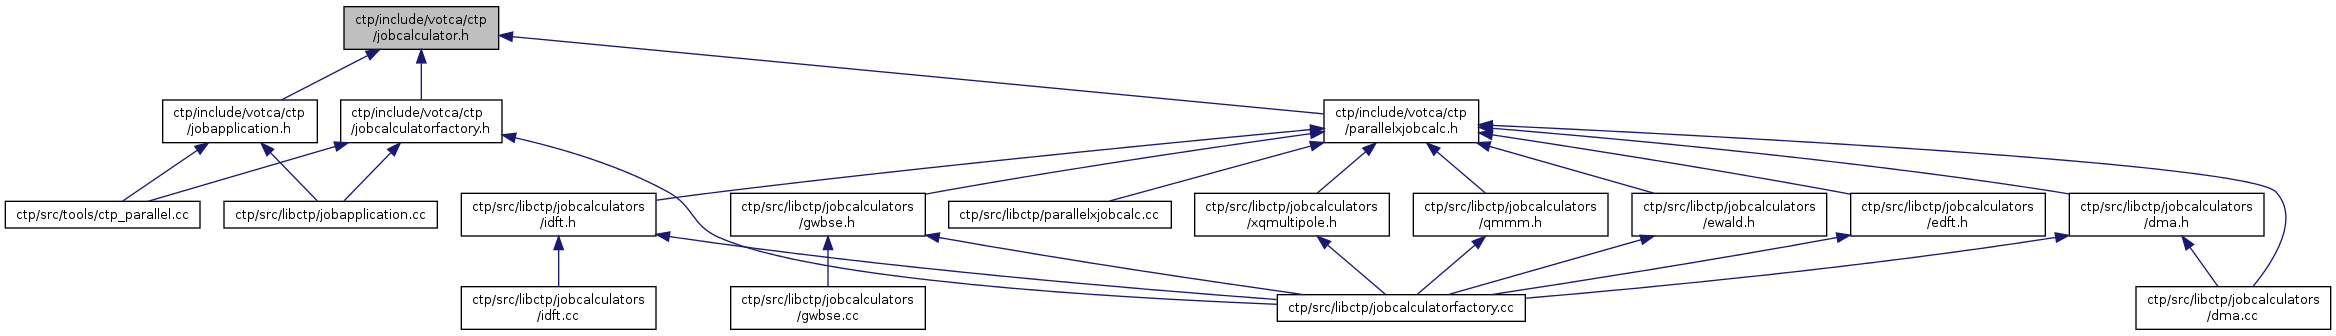 ctp/include/votca/ctp
/jobcalculator.h
ctp/include/votca/ctp
/jobapplication.h
ctp/include/votca/ctp
/jobcalculatorfactory.h
ctp/include/votca/ctp
/parallelxjobcalc.h
ctp/src/tools/ctp_parallel.cc
ctp/src/libctp/jobapplication.cc
ctp/src/libctp/jobcalculators
/idft.h
ctp/src/libctp/jobcalculators
/gwbse.h
ctp/src/libctp/parallelxjobcalc.cc
ctp/src/libctp/jobcalculators
/xqmultipole.h
ctp/src/libctp/jobcalculators
/qmmm.h
ctp/src/libctp/jobcalculators
/ewald.h
ctp/src/libctp/jobcalculators
/edft.h
ctp/src/libctp/jobcalculators
/dma.h
ctp/src/libctp/jobcalculators
/idft.cc
ctp/src/libctp/jobcalculators
/gwbse.cc
ctp/src/libctp/jobcalculatorfactory.cc
ctp/src/libctp/jobcalculators
/dma.cc